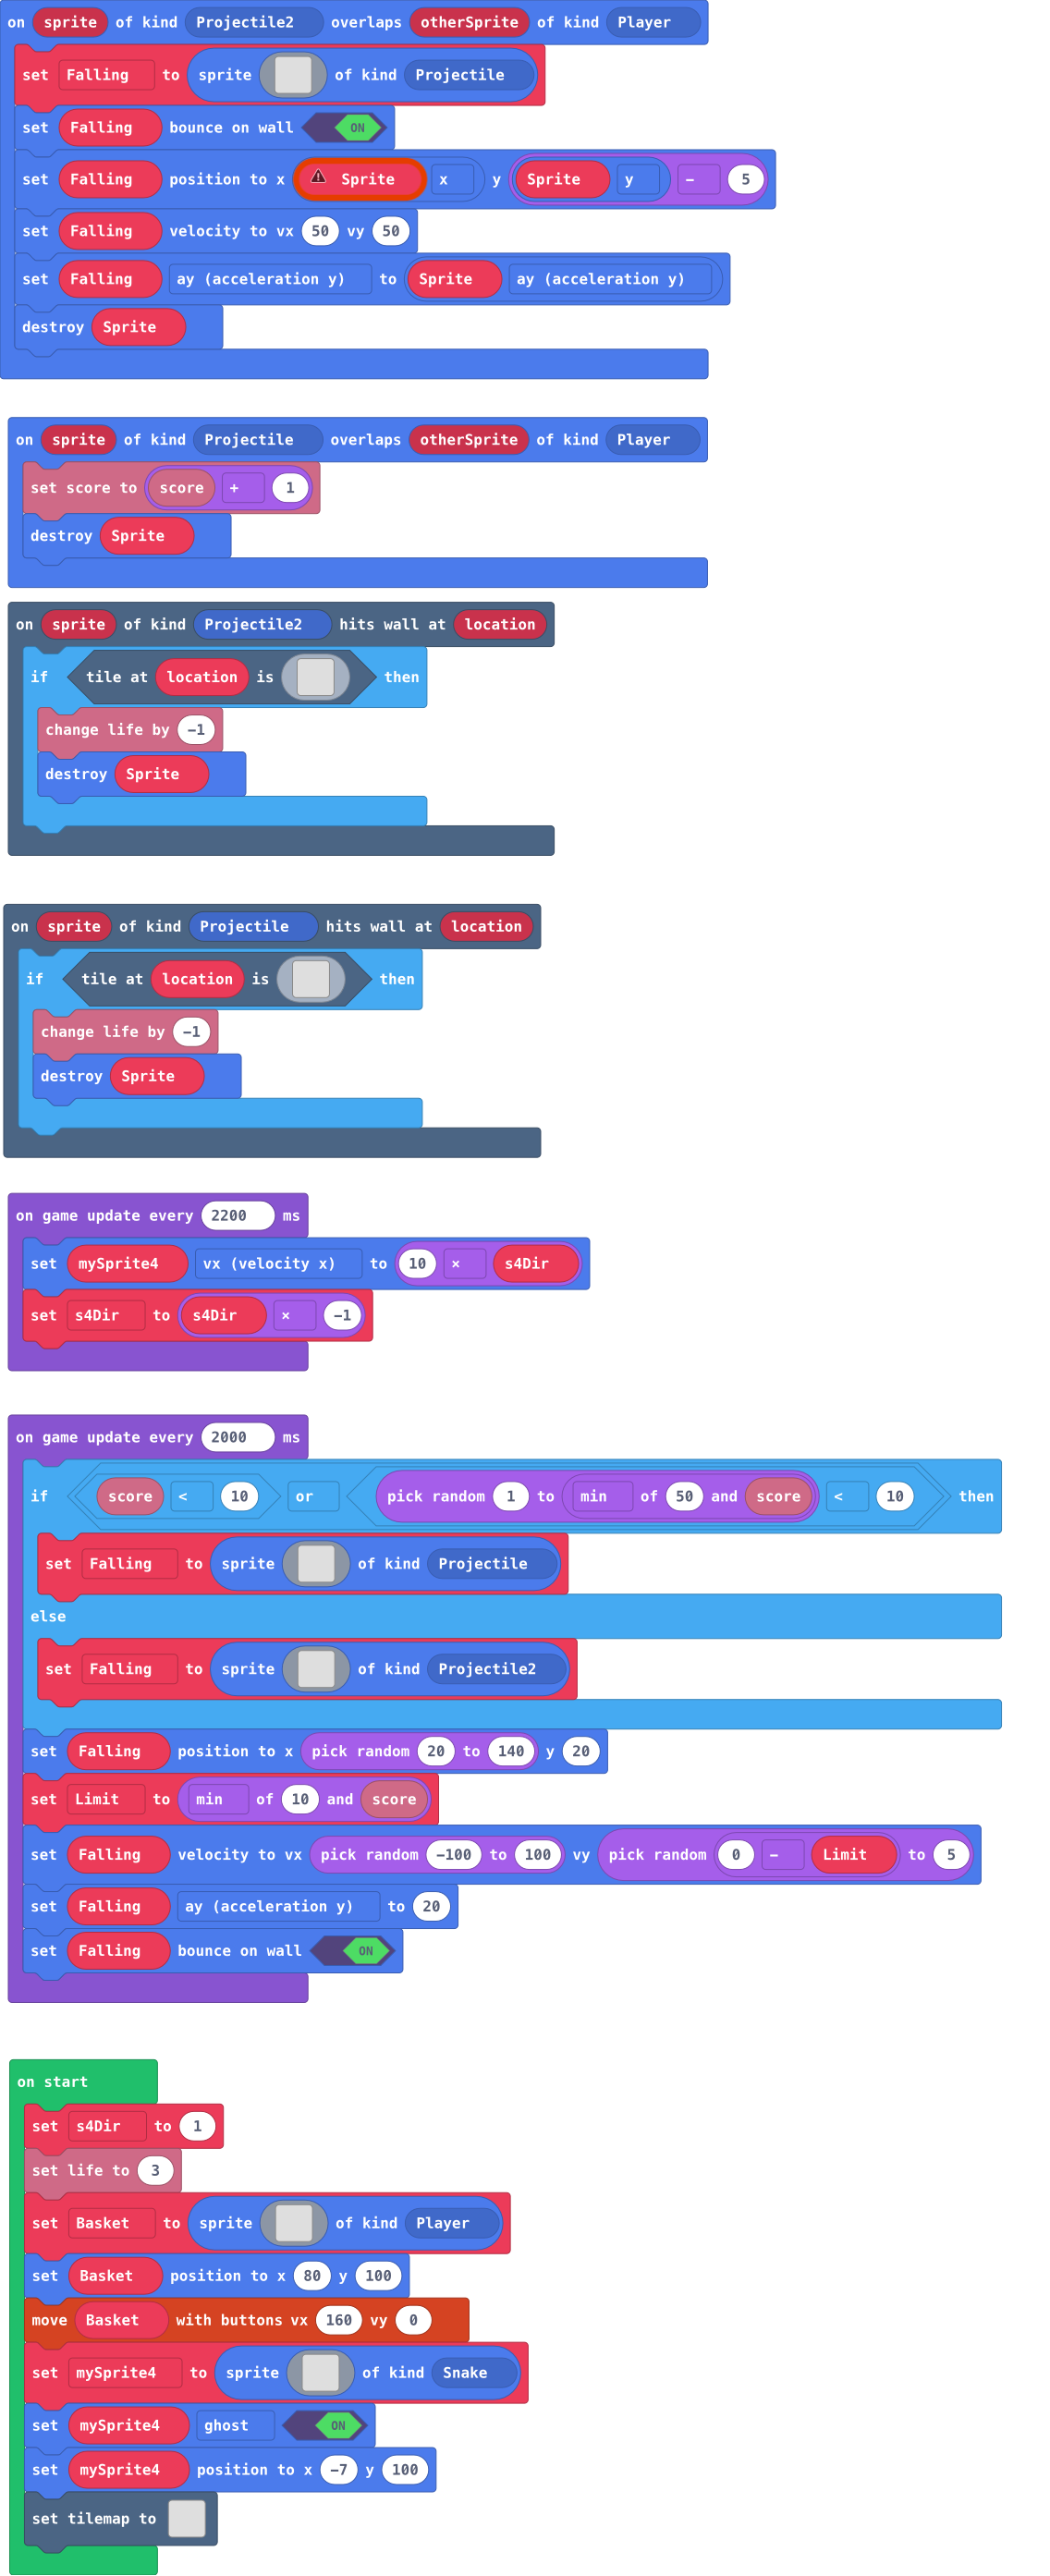 on sprite of kind Projectile2 overlaps otherSprite of kind Player
set Falling to sprite of kind Projectile
set Falling bounce on wall ON
set Falling position to x Sprite x y Sprite y - 5
set Falling velocity to vx 50 vy 50
set Falling ay (acceleration y) to Sprite ay (acceleration y)
destroy Sprite
on sprite of kind Projectile overlaps otherSprite of kind Player
set score to score + 1
destroy Sprite
on sprite of kind Projectile2 hits wall at location
if tile at location is then
change life by -1
destroy Sprite
on sprite of kind Projectile hits wall at location
if tile at location is then
change life by -1
destroy Sprite
on game update every 2200 ms
set mySprite4 vx (velocity x) to 10 × s4Dir
set s4Dir to s4Dir × -1
on game update every 2000 ms
if score < 10 or pick random 1 to min of 50 and score < 10 then
set Falling to sprite of kind Projectile
else
set Falling to sprite of kind Projectile2
set Falling position to x pick random 20 to 140 y 20
set Limit to min of 10 and score
set Falling velocity to vx pick random -100 to 100 vy pick random 0 - Limit to 5
set Falling ay (acceleration y) to 20
set Falling bounce on wall ON
on start
set s4Dir to 1
set life to 3
set Basket to sprite of kind Player
set Basket position to x 80 y 100
move Basket with buttons vx 160 vy 0
set mySprite4 to sprite of kind Snake
set mySprite4 ghost ON
set mySprite4 position to x -7 y 100
set tilemap to